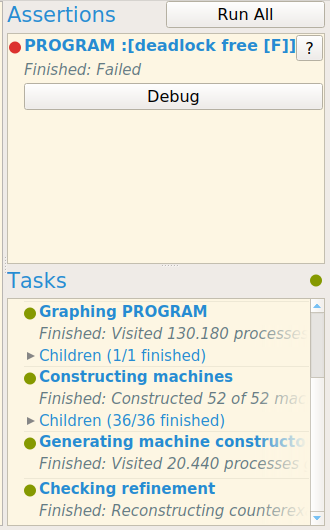 Assertions
Run All
PROGRAM :[deadlock free [F]]
?
Finished: Failed
Debug
Tasks
Graphing PROGRAM
Finished: Visited 130.180 processes
Children (1/1 finished)
Constructing machines
Finished: Constructed 52 of 52
Children (36/36 finished)
Generating machine constructo
Finished: Visited 20.440 processes
Checking refinement
Finished: Reconstructing counterex